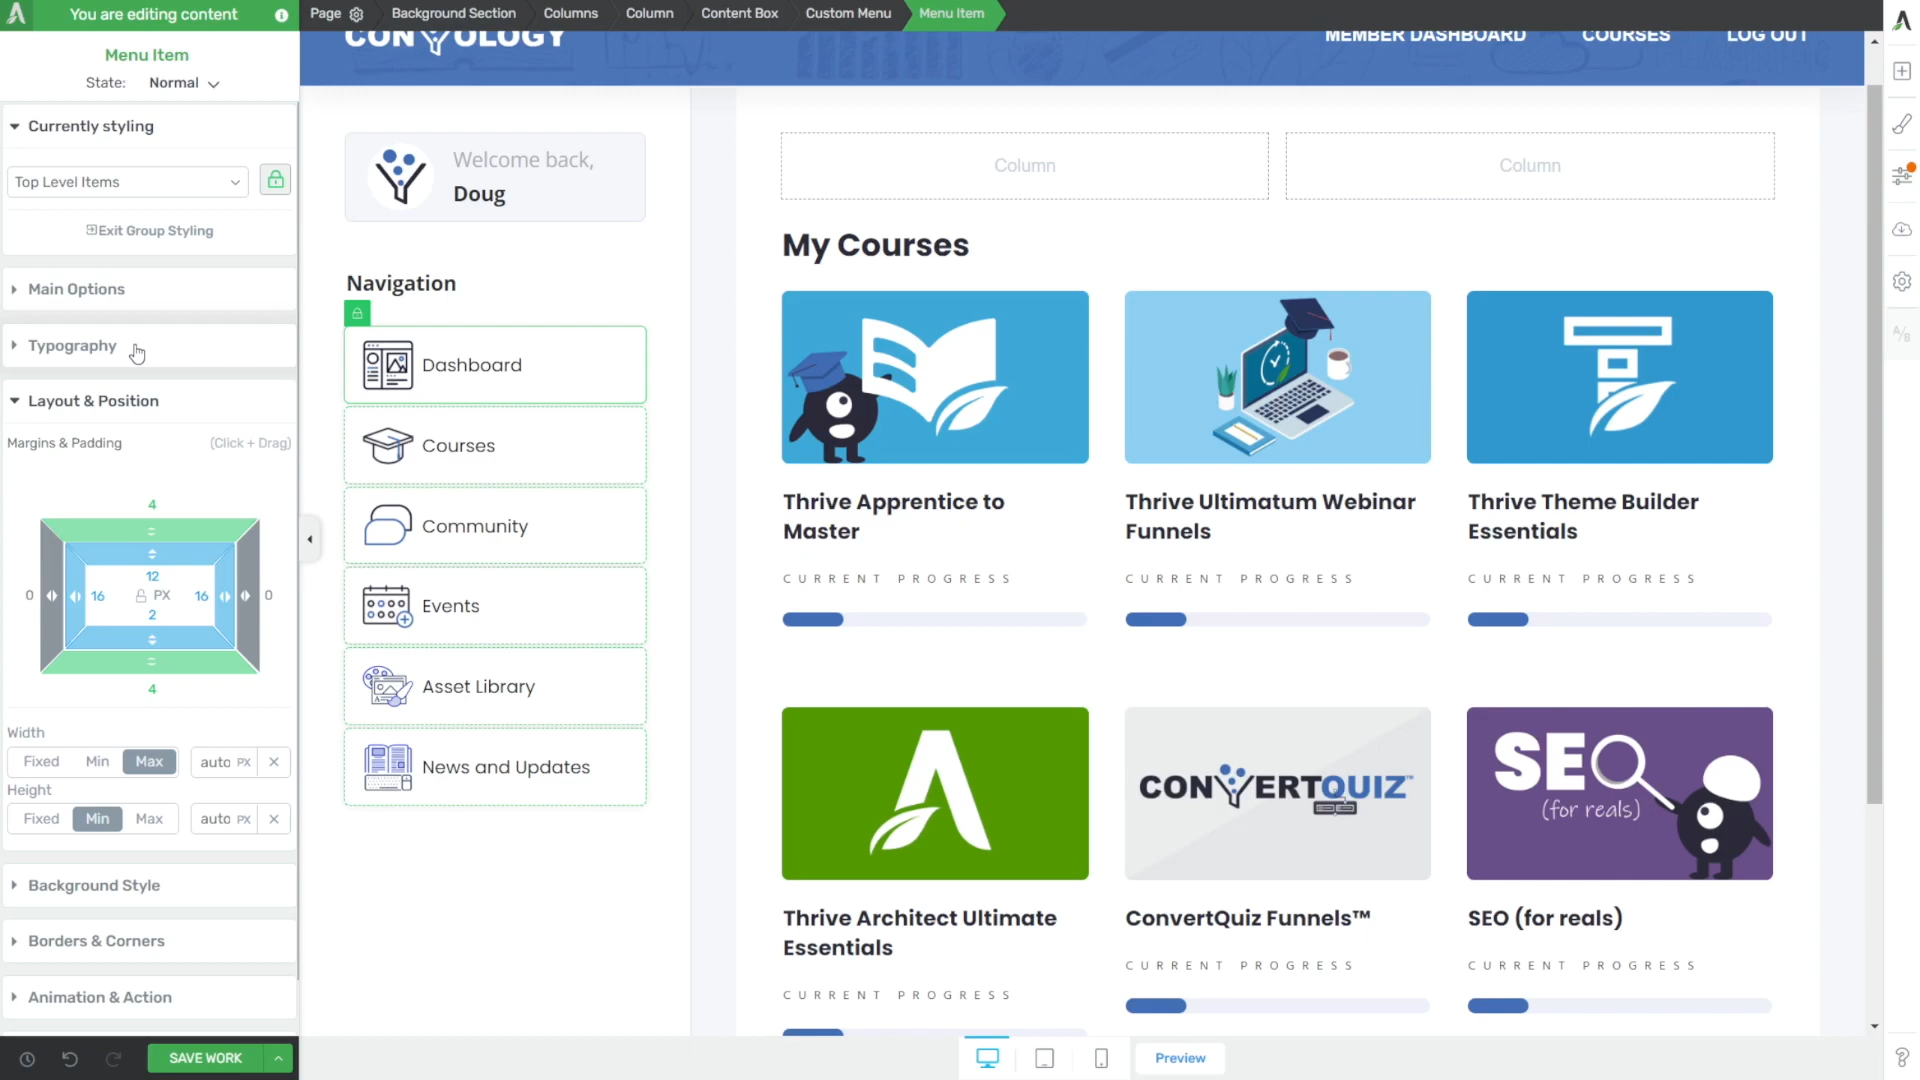 You are editing content
Page
Background Section
Columns
Column
Content Box
Custom Menu
Menu Item
Menu Item
State: Normal
Currently styling
Top Level Items
Exit Group Styling
Main Options
Typography
Layout & Position
Margins & Padding (Click + Drag)
4
12
0 16 PX 16 0
2
4
Width
Fixed Min Max auto PX
Height
Fixed Min Max auto PX
Background Style
Borders & Corners
Animation & Action
SAVE WORK
CONVOLOGY
MEMBER DASHBOARD COURSES LOG OUT
Welcome back,
Doug
Navigation
Dashboard
Courses
Community
Events
Asset Library
News and Updates
Column
Column
My Courses
Thrive Apprentice to
Master
CURRENT PROGRESS
Thrive Ultimatum Webinar
Funnels
CURRENT PROGRESS
Thrive Theme Builder
Essentials
CURRENT PROGRESS
Thrive Architect Ultimate
Essentials
CURRENT PROGRESS
CONVERTQUIZ™
ConvertQuiz Funnels™
CURRENT PROGRESS
SEO
(for reals)
SEO (for reals)
CURRENT PROGRESS
Preview
A/B